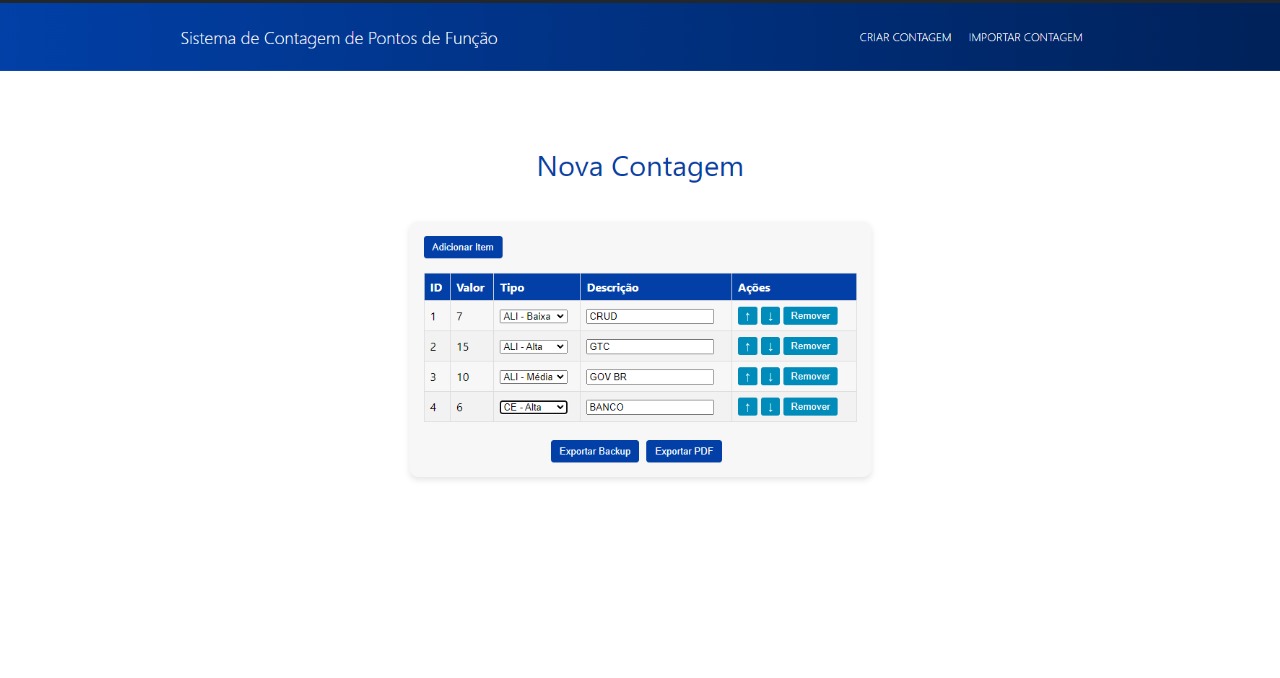 Sistema de Contagem de Pontos de Função
CRIAR CONTAGEM IMPORTAR CONTAGEM
Nova Contagem
Adicionar Item
ID Valor Tipo Descrição Ações
1 7 ALI - Baixa CRUD ↑ ↓ Remover
2 15 ALI - Alta GTC ↑ ↓ Remover
3 10 ALI - Média GOV BR ↑ ↓ Remover
4 6 CE - Alta BANCO ↑ ↓ Remover
Exportar Backup Exportar PDF